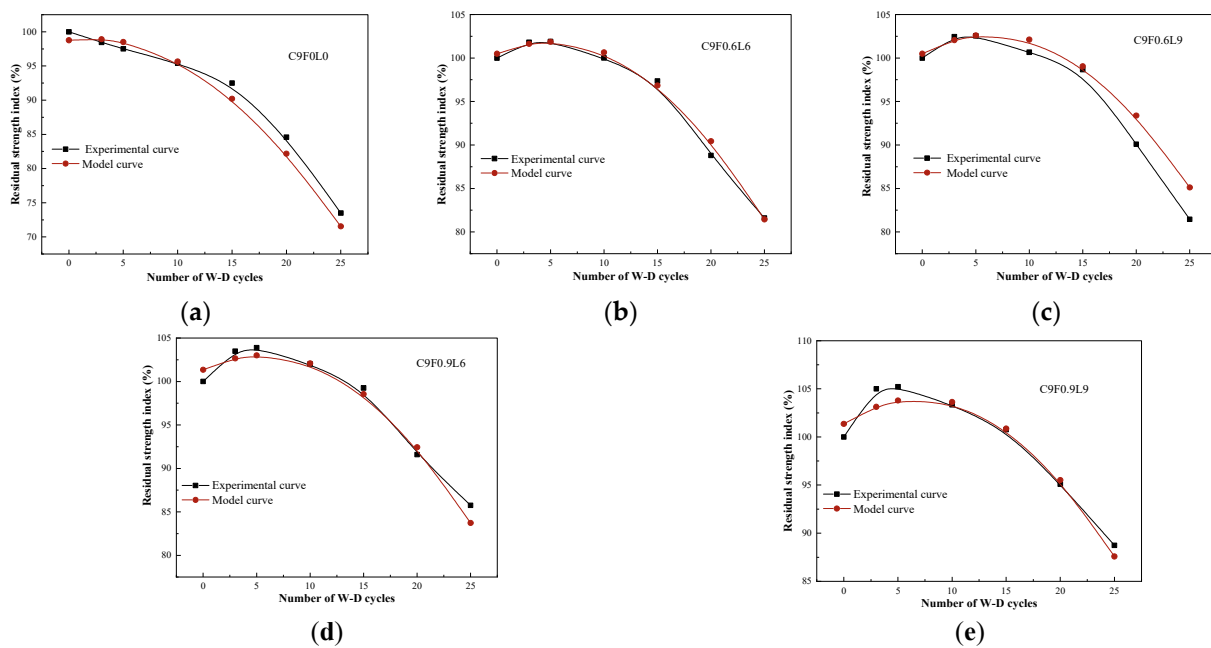 C9F0L0
Residual strength index (%)
100
95
90
85
80
75
70
Experimental curve
Model curve
0 5 10 15 20 25
Number of W-D cycles
(a)
C9F0.6L6
Residual strength index (%)
105
100
95
90
85
80
Experimental curve
Model curve
0 5 10 15 20 25
Number of W-D cycles
(b)
C9F0.6L9
Residual strength index (%)
105
100
95
90
85
80
Experimental curve
Model curve
0 5 10 15 20 25
Number of W-D cycles
(c)
C9F0.9L6
Residual strength index (%)
105
100
95
90
85
80
Experimental curve
Model curve
0 5 10 15 20 25
Number of W-D cycles
(d)
C9F0.9L9
Residual strength index (%)
110
105
100
95
90
85
Experimental curve
Model curve
0 5 10 15 20 25
Number of W-D cycles
(e)